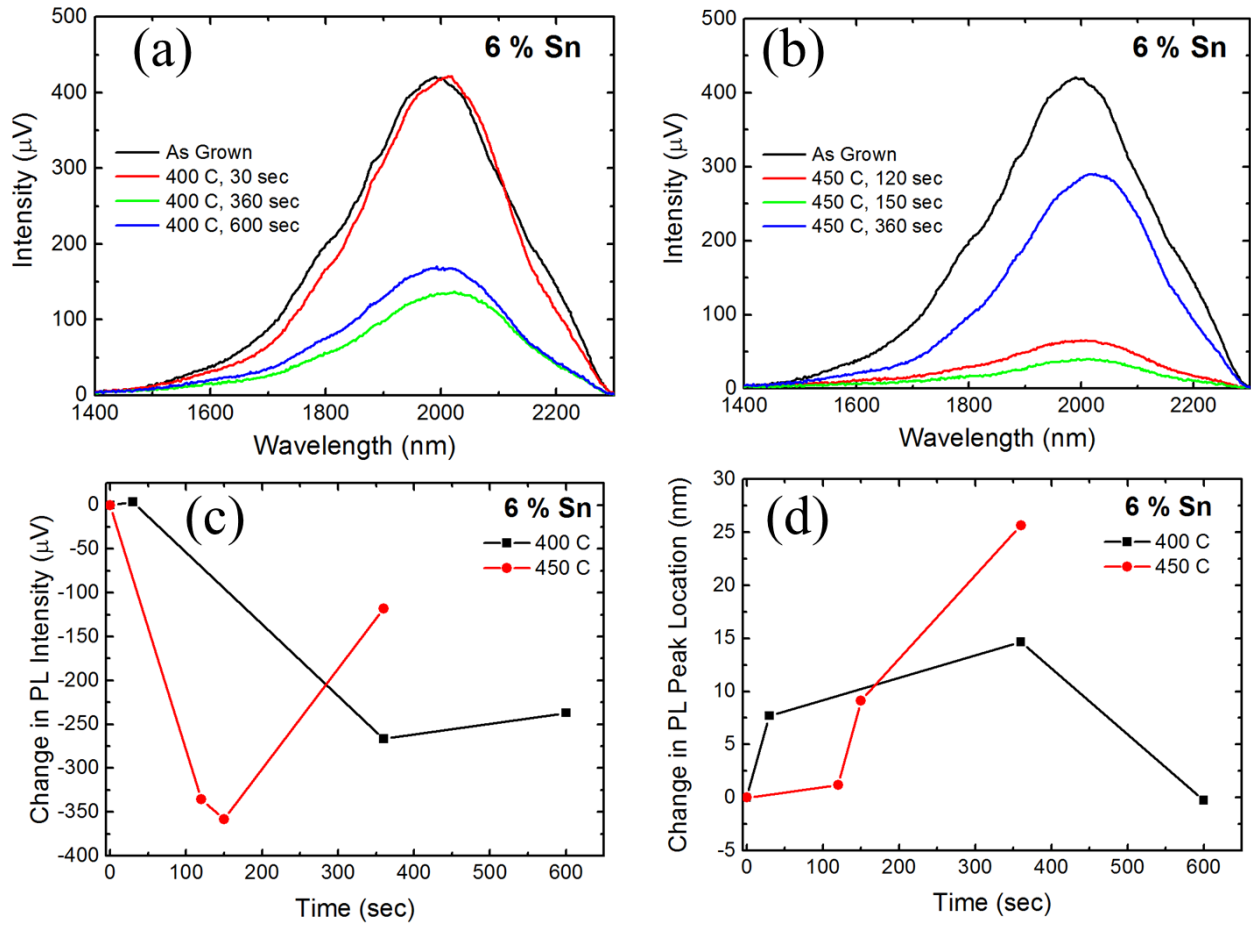 (a)
6 % Sn
500
400
300
200
100
0
Intensity (μV)
As Grown
400 C, 30 sec
400 C, 360 sec
400 C, 600 sec
1400 1600 1800 2000 2200
Wavelength (nm)
(b)
6 % Sn
500
400
300
200
100
0
Intensity (μV)
As Grown
450 C, 120 sec
450 C, 150 sec
450 C, 360 sec
1400 1600 1800 2000 2200
Wavelength (nm)
(c)
6 % Sn
0
-50
-100
-150
-200
-250
-300
-350
-400
Change in PL Intensity (μV)
400 C
450 C
0 100 200 300 400 500 600
Time (sec)
(d)
6 % Sn
30
25
20
15
10
5
0
-5
Change in PL Peak Location (nm)
400 C
450 C
0 100 200 300 400 500 600
Time (sec)